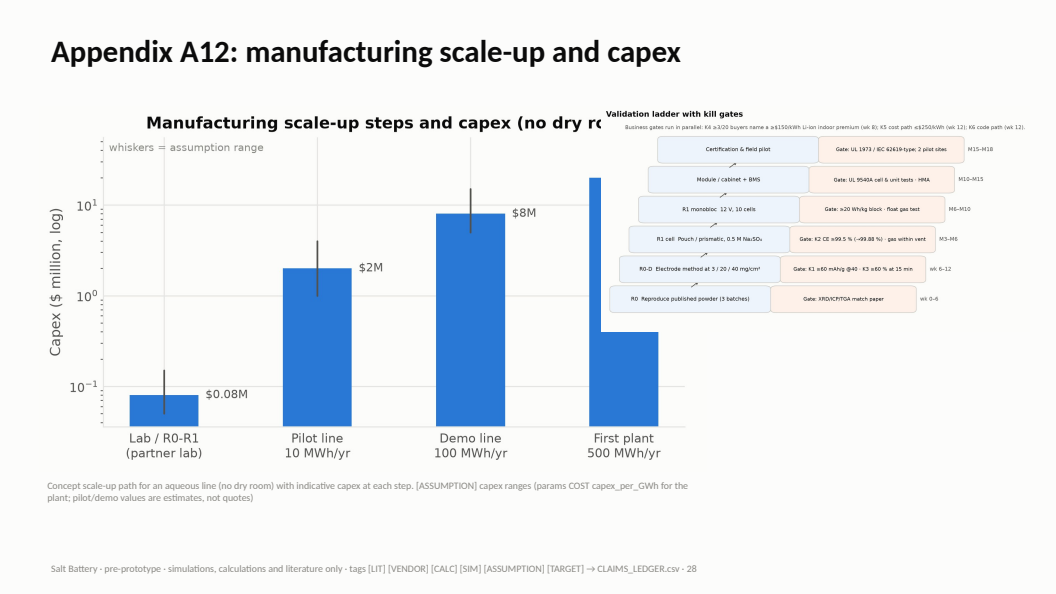 Appendix A12: manufacturing scale-up and capex
Manufacturing scale-up steps and capex (no dry
whiskers = assumption range
Capex ($ million, log)
10¹
10⁰
10⁻¹
$0.08M
$2M
$8M
Lab / R0-R1
(partner lab)
Pilot line
10 MWh/yr
Demo line
100 MWh/yr
First plant
500 MWh/yr
Validation ladder with kill gates
Business gates run in parallel: K4 ≥3/20 buyers name a ≥$150/kWh Li-ion indoor premium (wk 8); K5 cost path ≤$250/kWh (wk 12); K6 code path (wk 12).
Certification & field pilot
Gate: UL 1973 / IEC 62619-type; 2 pilot sites
M15–M18
Module / cabinet + BMS
Gate: UL 9540A cell & unit tests · HMA
M10–M15
R1 monobloc 12 V, 10 cells
Gate: ≥20 Wh/kg block · float gas test
M6–M10
R1 cell Pouch / prismatic, 0.5 M Na₂SO₄
Gate: K2 CE ≥99.5 % (→99.88 %) · gas within vent
M3–M6
R0-D Electrode method at 3 / 20 / 40 mg/cm²
Gate: K1 ≥60 mAh/g @40 · K3 ≥60 % at 15 min
wk 6–12
R0 Reproduce published powder (3 batches)
Gate: XRD/ICP/TGA match paper
wk 0–6
Concept scale-up path for an aqueous line (no dry room) with indicative capex at each step. [ASSUMPTION] capex ranges (params COST capex_per_GWh for the
plant; pilot/demo values are estimates, not quotes)
Salt Battery · pre-prototype · simulations, calculations and literature only · tags [LIT] [VENDOR] [CALC] [SIM] [ASSUMPTION] [TARGET] → CLAIMS_LEDGER.csv · 28